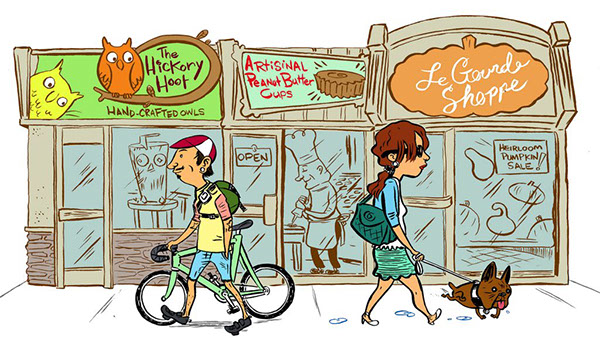 The
Hickory
Hoot
HAND-CRAFTED OWLS
ARTiSiNAL
PEANUT BUTTER
CUPS
Le Gourde
Shoppe
OPEN
HEIRLOOM
PUMPKIN
SALE!